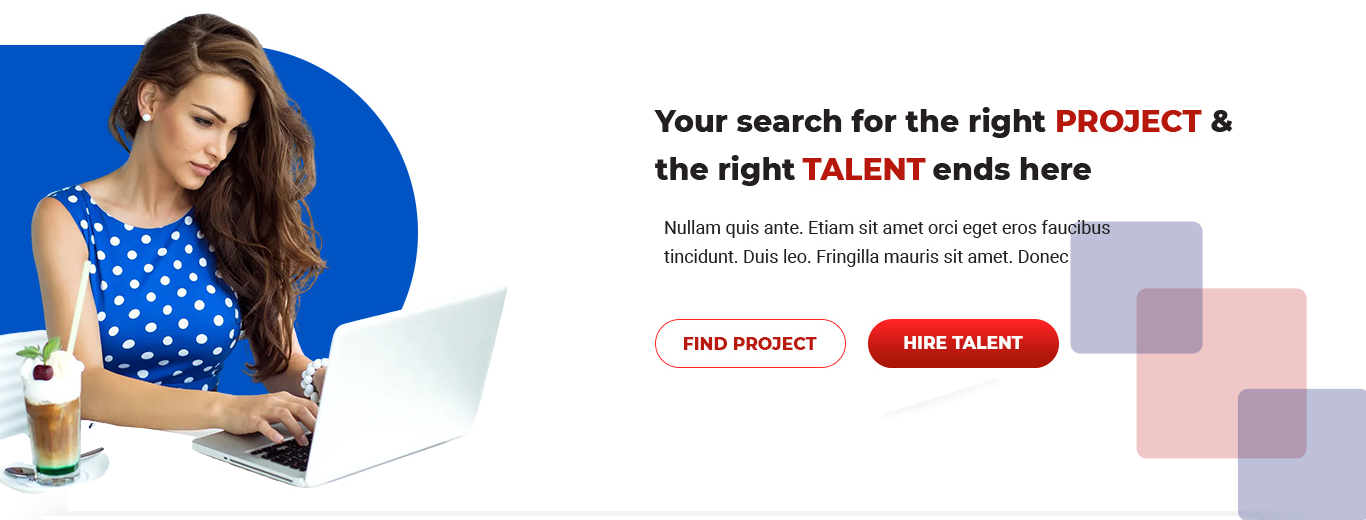 Your search for the right PROJECT &
the right TALENT ends here
Nullam quis ante. Etiam sit amet orci eget eros faucibus
tincidunt. Duis leo. Fringilla mauris sit amet. Donec
FIND PROJECT
HIRE TALENT